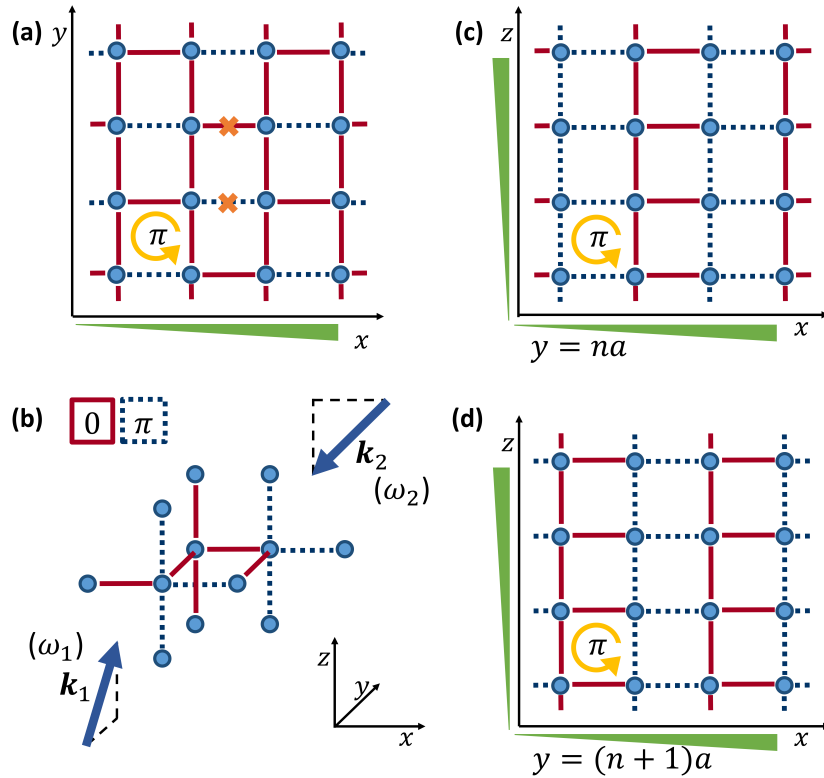 (a)
y
π
x
(c)
z
π
x
y = na
(b)
0
π
k₂
(ω₂)
(ω₁)
k₁
z
y
x
(d)
z
π
x
y = (n + 1)a